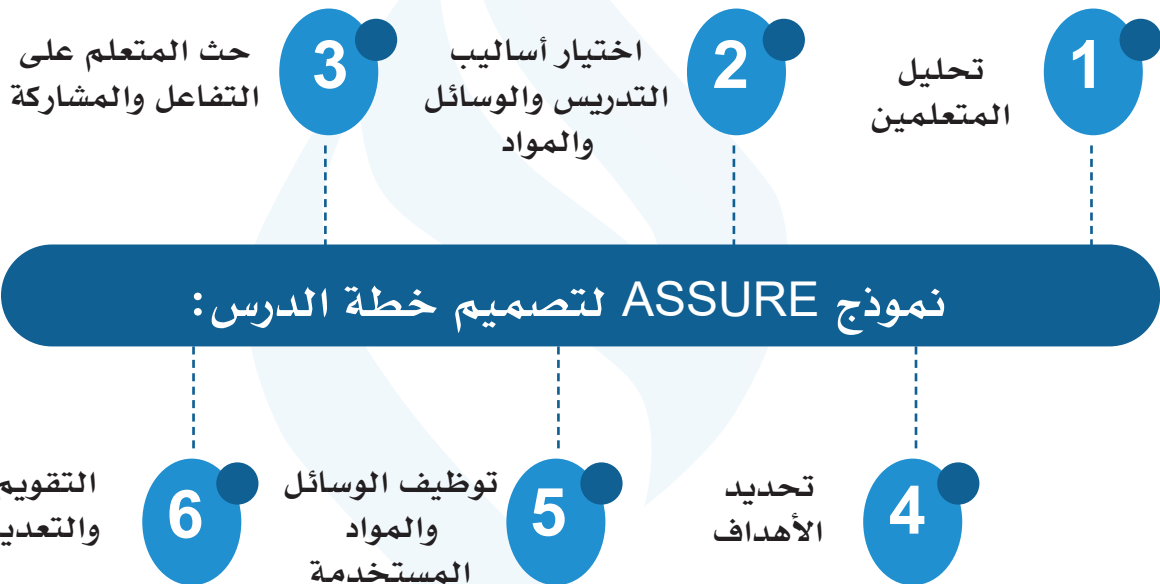 1
تحليل
المتعلمين
2
اختيار أساليب
التدريس والوسائل
والمواد
3
حث المتعلم على
التفاعل والمشاركة
نموذج ASSURE لتصميم خطة الدرس:
4
تحديد
الأهداف
5
توظيف الوسائل
والمواد
المستخدمة
6
التقويم